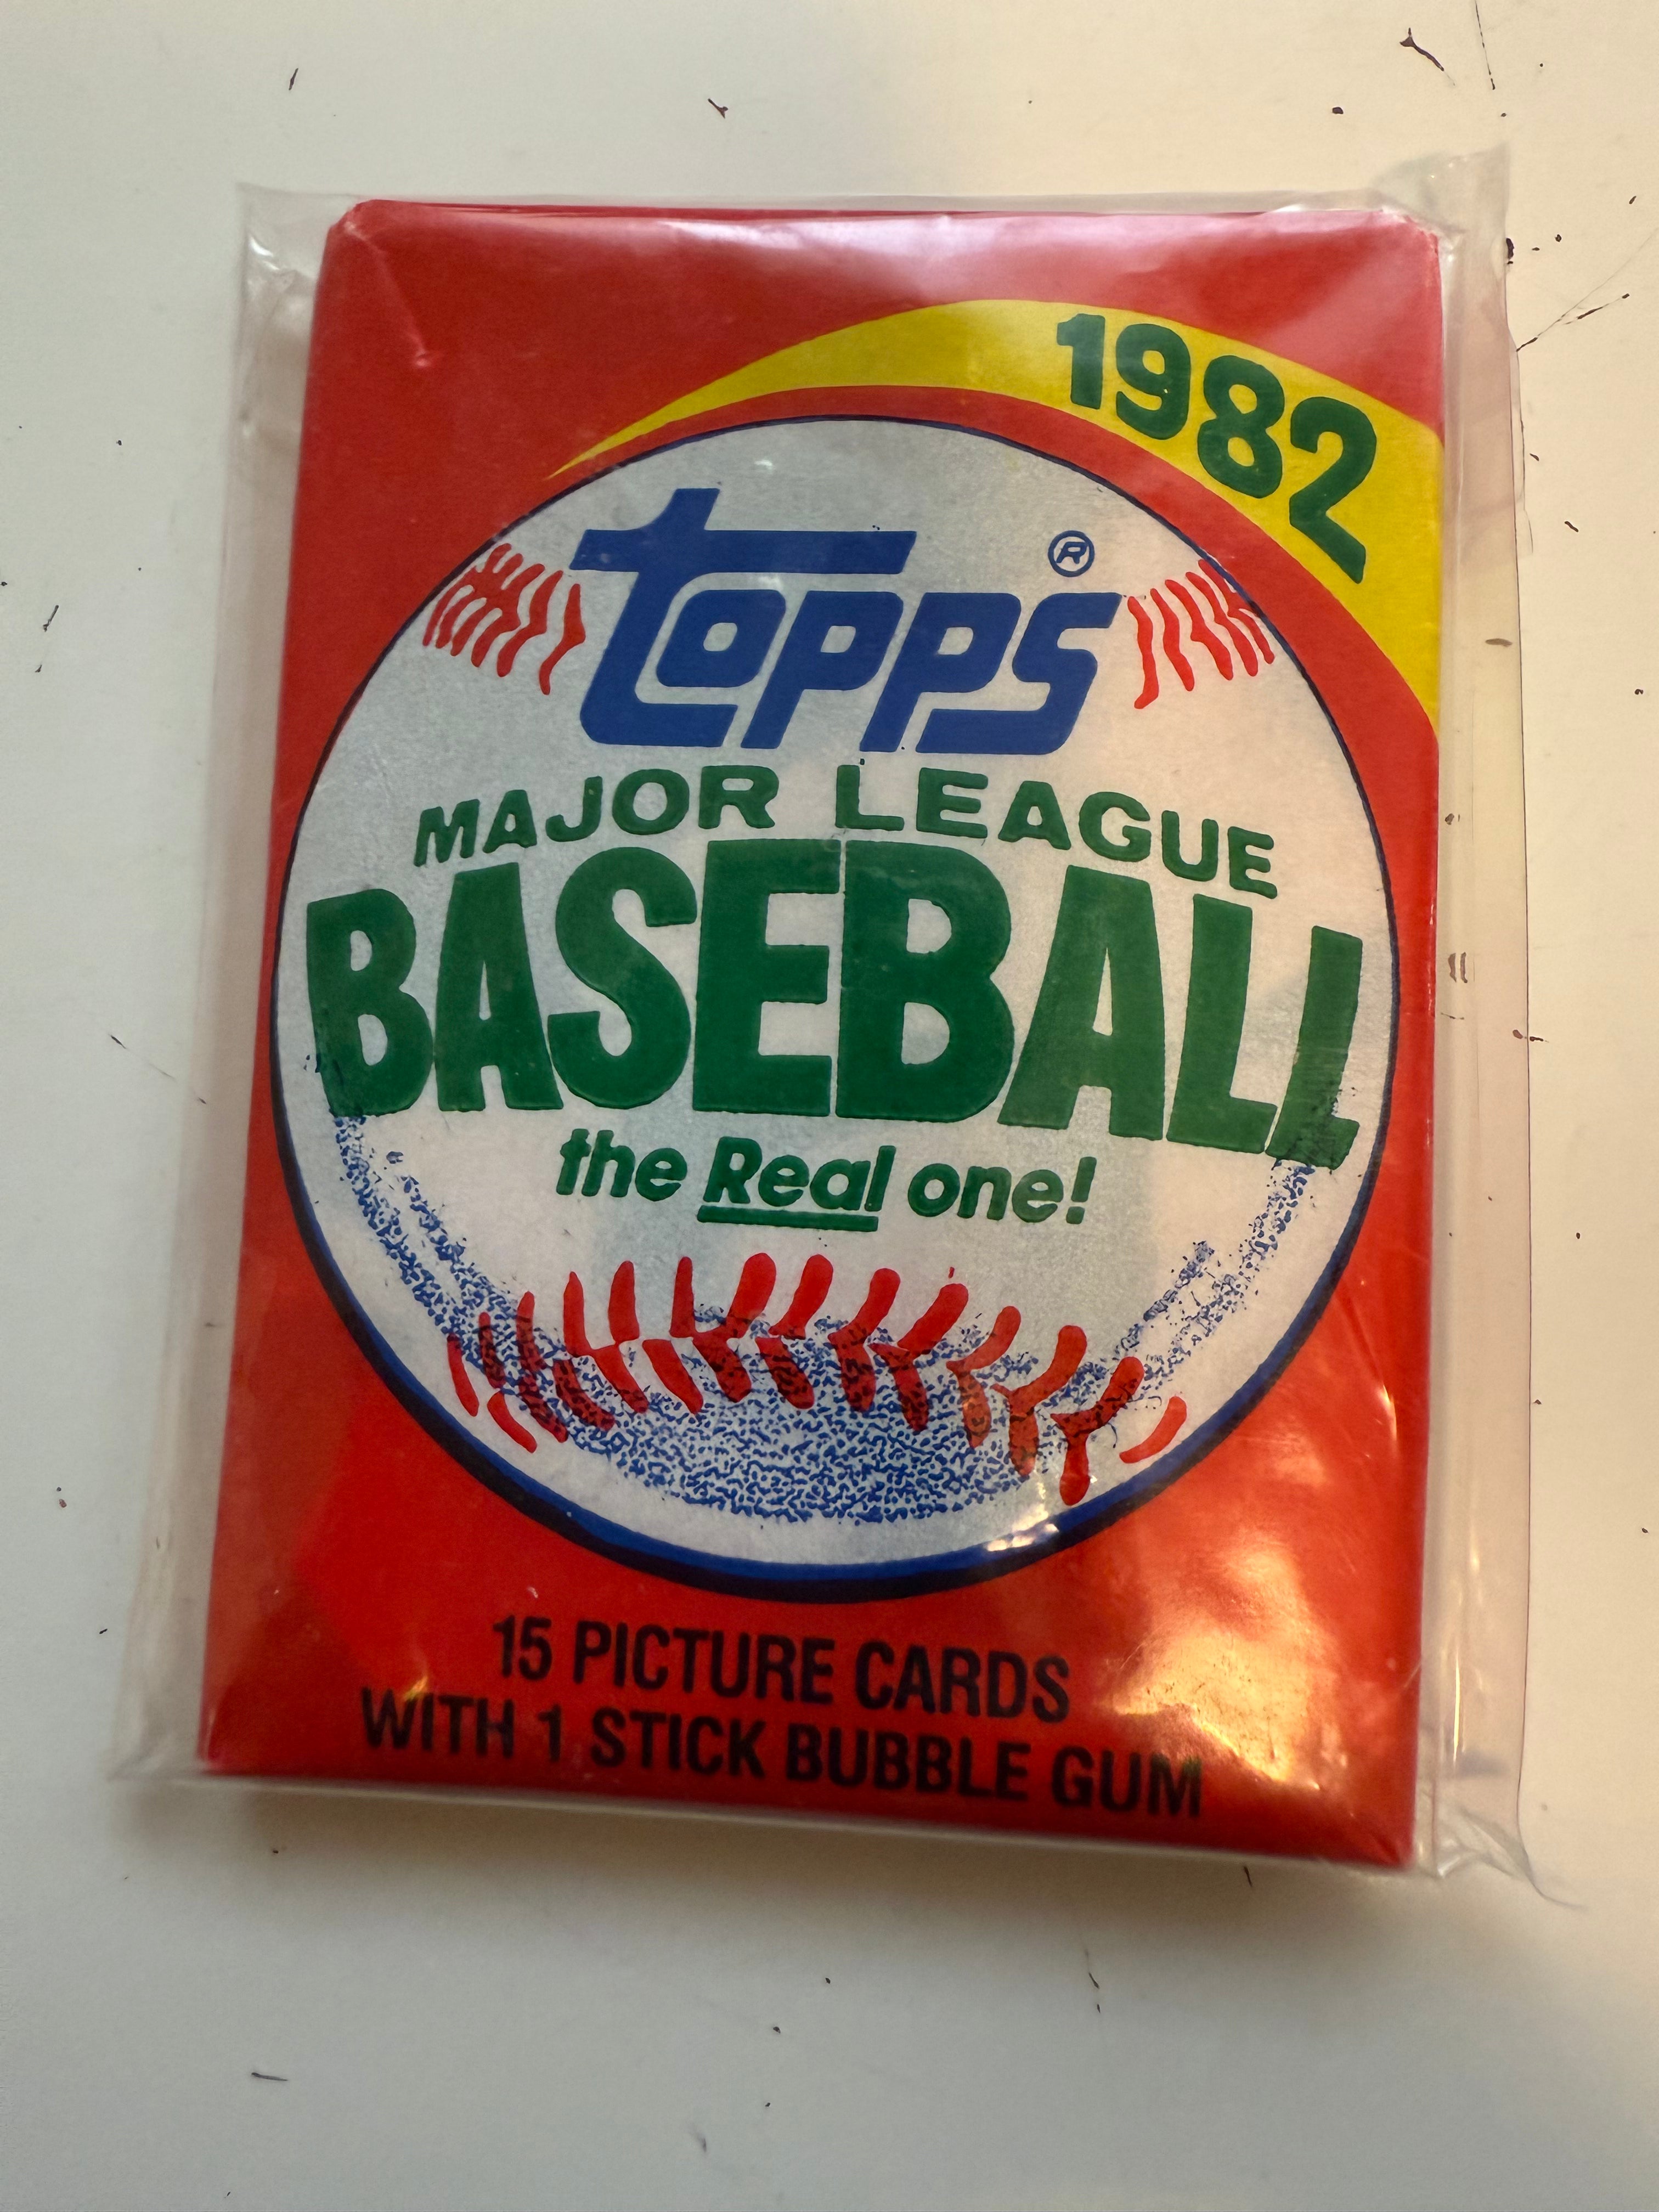 1982
topps®
MAJOR LEAGUE
BASEBALL
the Real one!
15 PICTURE CARDS
WITH 1 STICK BUBBLE GUM